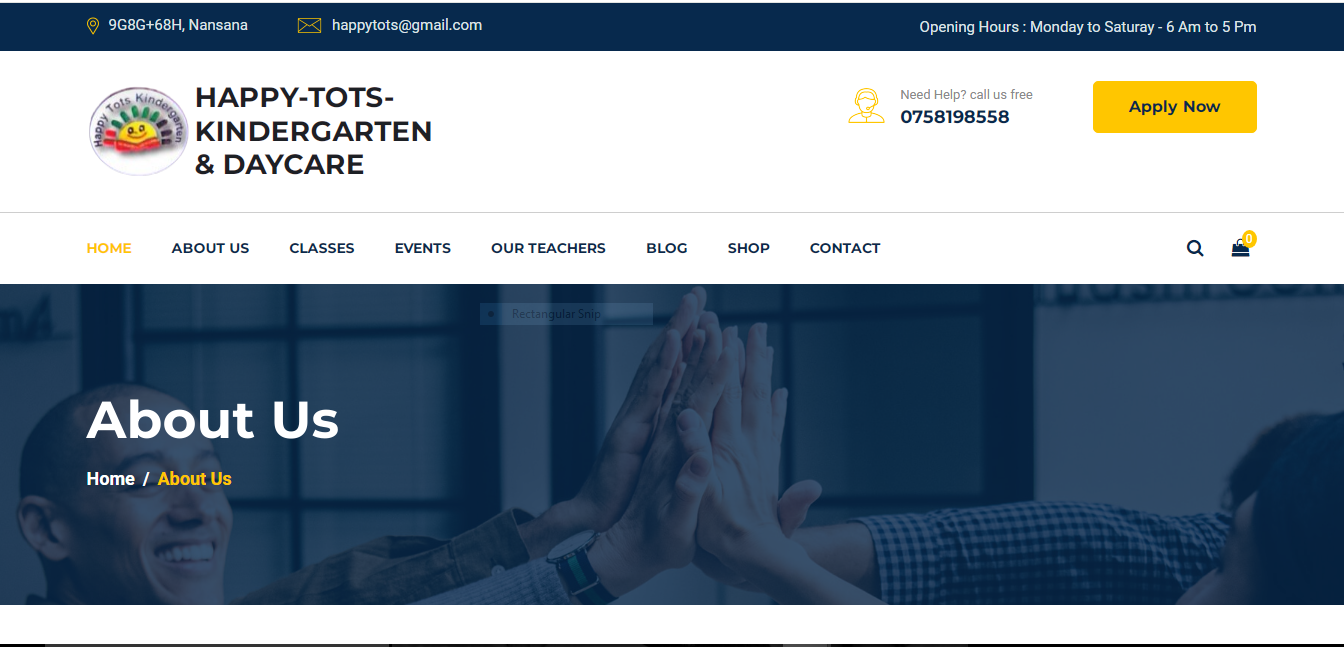 9G8G+68H, Nansana
happytots@gmail.com
Opening Hours : Monday to Saturay - 6 Am to 5 Pm
Happy Tots Kindergarten
HAPPY-TOTS-
KINDERGARTEN
& DAYCARE
Need Help? call us free
0758198558
Apply Now
HOME ABOUT US CLASSES EVENTS OUR TEACHERS BLOG SHOP CONTACT
0
Rectangular Snip
About Us
Home / About Us